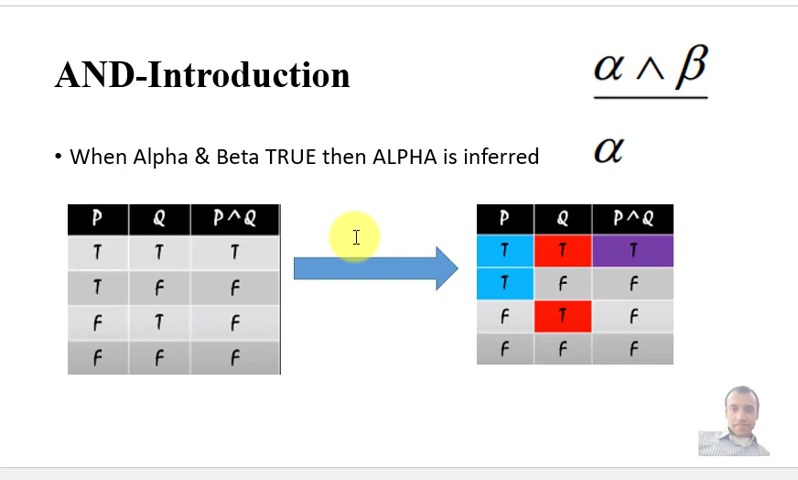 AND-Introduction
α ∧ β
α
• When Alpha & Beta TRUE then ALPHA is inferred
P Q P^Q
T T T
T F F
F T F
F F F
P Q P^Q
T T T
T F F
F T F
F F F